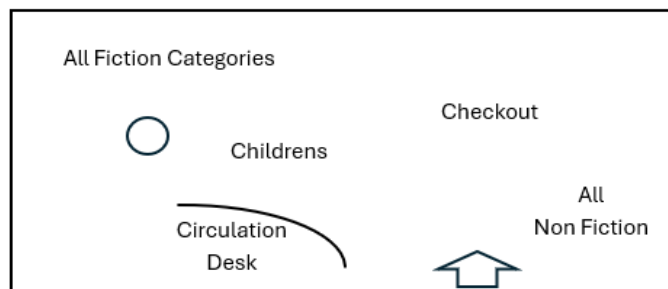 All Fiction Categories
Checkout
Childrens
All
Non Fiction
Circulation
Desk